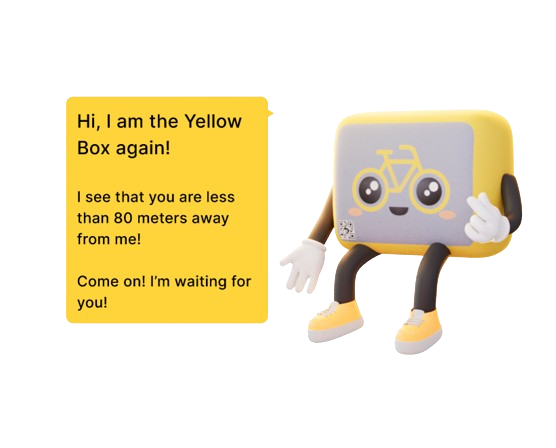 Hi, I am the Yellow
Box again!
I see that you are less
than 80 meters away
from me!
Come on! I’m waiting for
you!